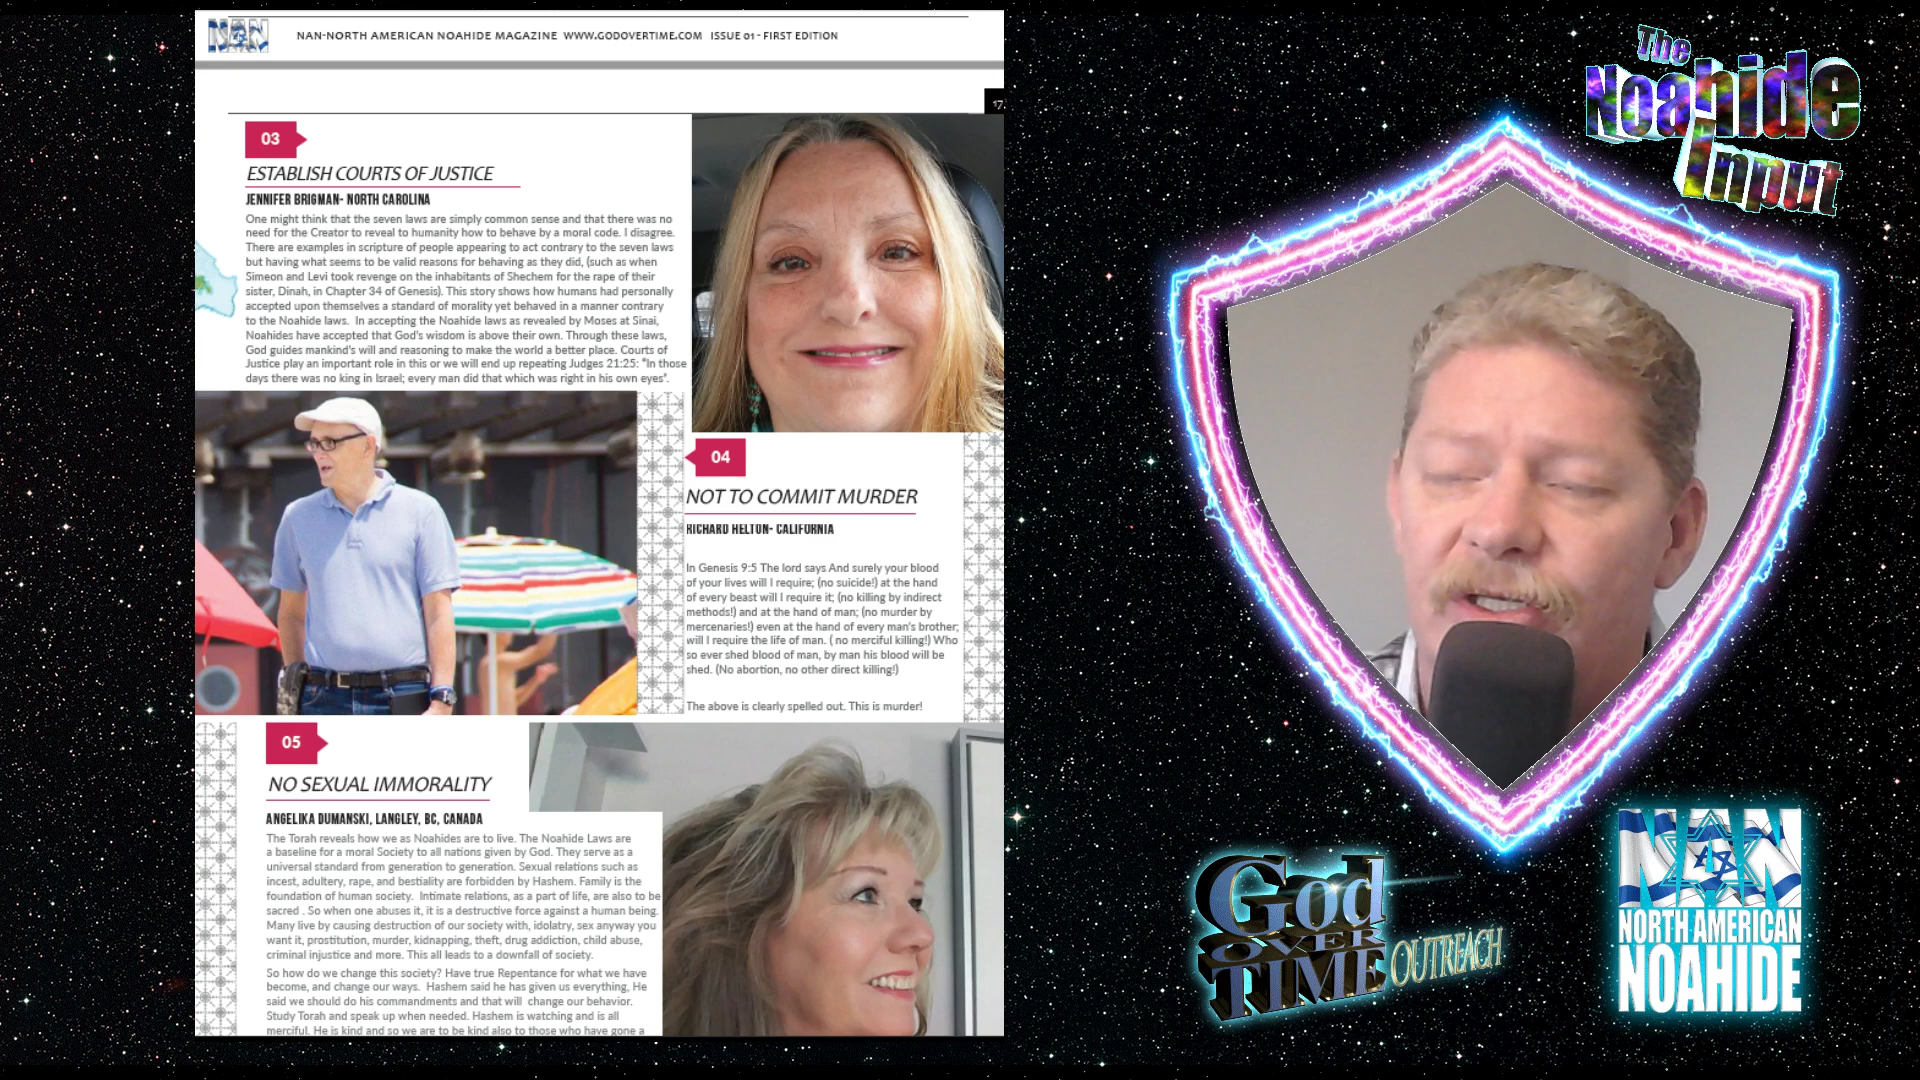 NAN
NAN-NORTH AMERICAN NOAHIDE MAGAZINE  WWW.GODOVERTIME.COM  ISSUE 01 - FIRST EDITION
17
03
ESTABLISH COURTS OF JUSTICE
JENNIFER BRIGMAN- NORTH CAROLINA
One might think that the seven laws are simply common sense and that there was no
need for the Creator to reveal to humanity how to behave by a moral code. I disagree.
There are examples in scripture of people appearing to act contrary to the seven laws
but having what seems to be valid reasons for behaving as they did, (such as when
Simeon and Levi took revenge on the inhabitants of Shechem for the rape of their
sister, Dinah, in Chapter 34 of Genesis). This story shows how humans had personally
accepted upon themselves a standard of morality yet behaved in a manner contrary
to the Noahide laws.  In accepting the Noahide laws as revealed by Moses at Sinai,
Noahides have accepted that God's wisdom is above their own. Through these laws,
God guides mankind's will and reasoning to make the world a better place. Courts of
Justice play an important role in this or we will end up repeating Judges 21:25: "In those
days there was no king in Israel; every man did that which was right in his own eyes".
04
NOT TO COMMIT MURDER
RICHARD HELTON- CALIFORNIA
In Genesis 9:5 The lord says And surely your blood
of your lives will I require; (no suicide!) at the hand
of every beast will I require it; (no killing by indirect
methods!) and at the hand of man; (no murder by
mercenaries!) even at the hand of every man's brother;
will I require the life of man. ( no merciful killing!) Who
so ever shed blood of man, by man his blood will be
shed. (No abortion, no other direct killing!)
The above is clearly spelled out. This is murder!
05
NO SEXUAL IMMORALITY
ANGELIKA DUMANSKI, LANGLEY, BC, CANADA
The Torah reveals how we as Noahides are to live. The Noahide Laws are
a baseline for a moral Society to all nations given by God. They serve as a
universal standard from generation to generation. Sexual relations such as
incest, adultery, rape, and bestiality are forbidden by Hashem. Family is the
foundation of human society.  Intimate relations, as a part of life, are also to be
sacred . So when one abuses it, it is a destructive force against a human being.
Many live by causing destruction of our society with, idolatry, sex anyway you
want it, prostitution, murder, kidnapping, theft, drug addiction, child abuse,
criminal injustice and more. This all leads to a downfall of society.
So how do we change this society? Have true Repentance for what we have
become, and change our ways.  Hashem said he has given us everything, He
said we should do his commandments and that will  change our behavior.
Study Torah and speak up when needed. Hashem is watching and is all
merciful. He is kind and so we are to be kind also to those who have gone a
The
Noahide
Input
God
OVER
TIME OUTREACH
NAN
NORTH AMERICAN
NOAHIDE